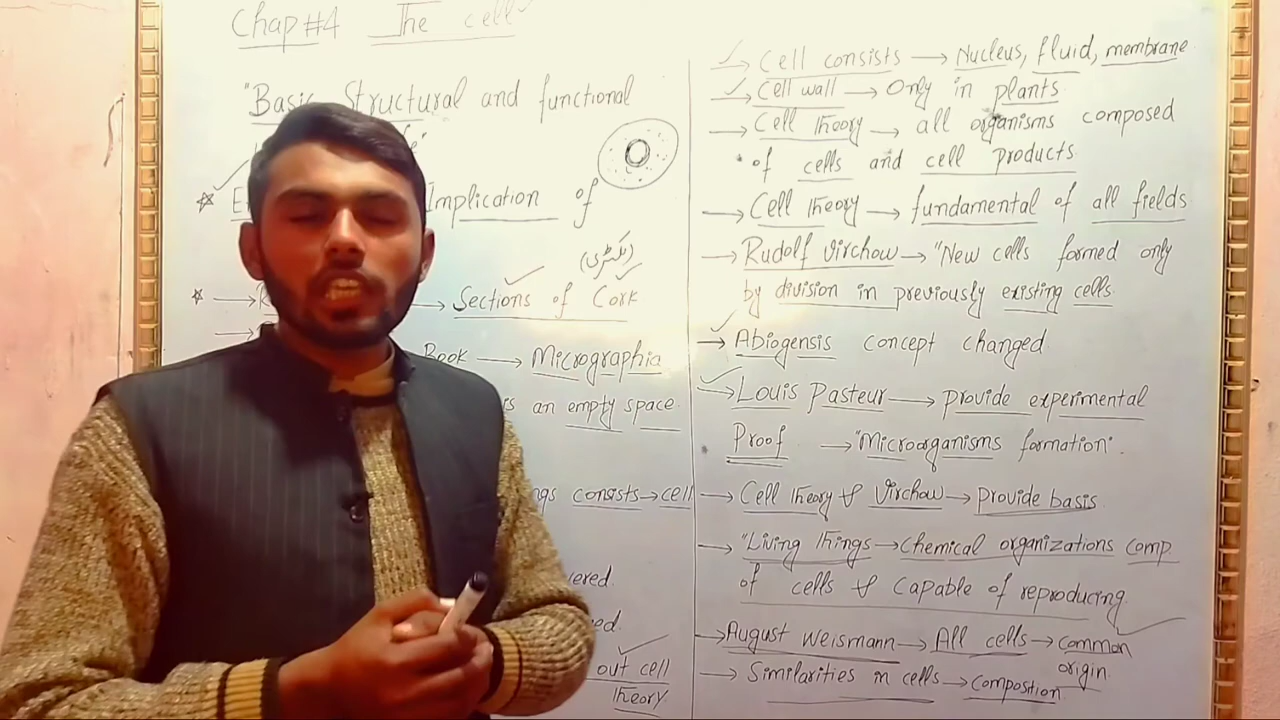 Chap #4 The cell
"Basic Structural and functional
Implication of
(لکڑی)
Sections of Cork
Book → Micrographia
is an empty space
consists → cell
out cell
theory
✓ Cell consists → Nucleus, fluid, membrane
✓ Cell wall → Only in plants
→ Cell theory → all organisms composed
of cells and cell products
→ Cell theory → fundamental of all fields
→ Rudolf virchow → "New cells formed only
by division in previously existing cells
→ Abiogensis concept changed
→ Louis Pasteur → provide experimental
Proof → "Microorganisms formation".
→ Cell theory & Virchow → provide basis
→ "Living things → chemical organizations comp.
of cells & capable of reproducing
→ August weismann → All cells → common
origin
→ Similarities in cells → Compostion